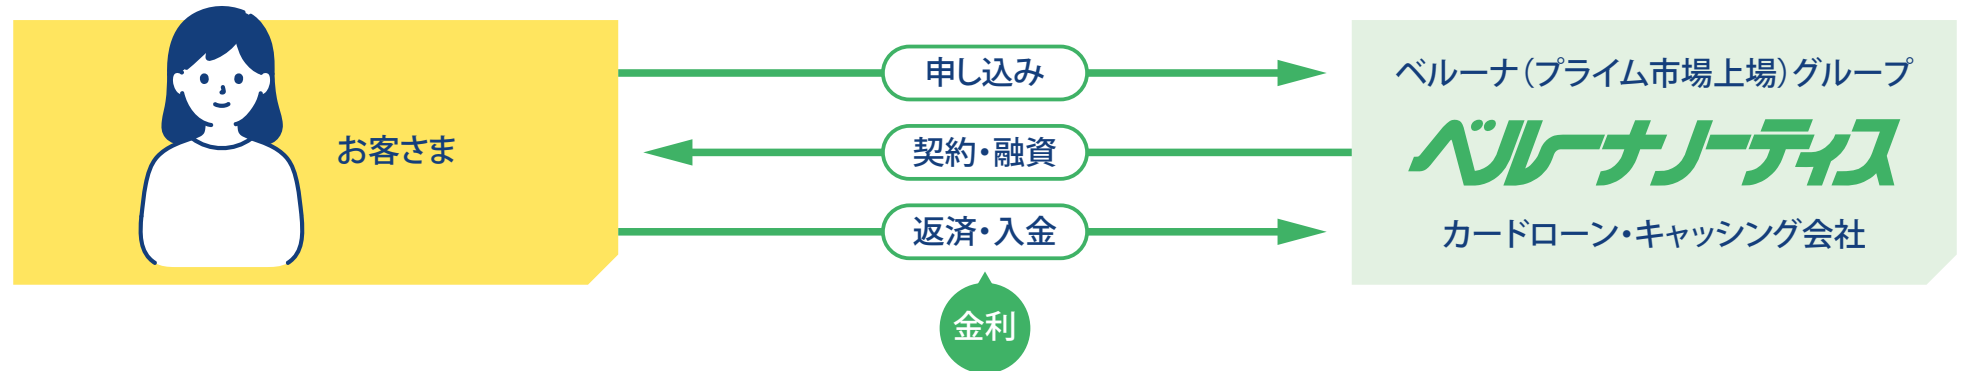 お客さま
申し込み
契約・融資
返済・入金
金利
ベルーナ（プライム市場上場）グループ
ベルーナノーティス
カードローン・キャッシング会社